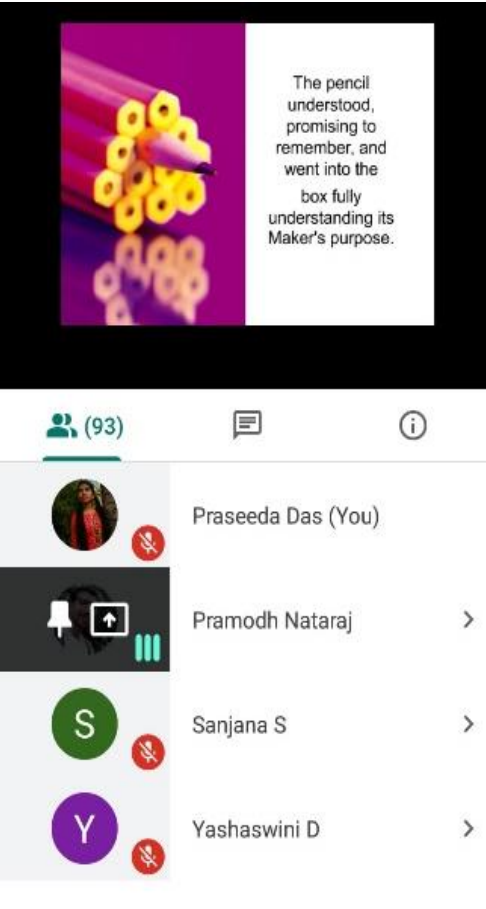 The pencil
understood,
promising to
remember, and
went into the
box fully
understanding its
Maker's purpose.
(93)
Praseeda Das (You)
Pramodh Nataraj
S
Sanjana S
Y
Yashaswini D